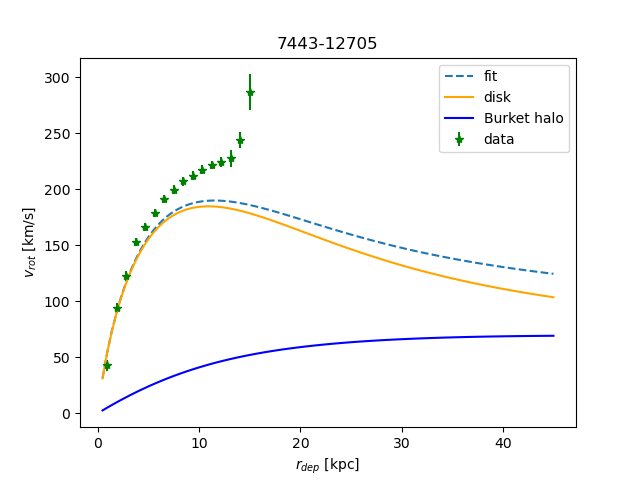 7443-12705
300
250
200
150
100
50
0
v_rot [km/s]
fit
disk
Burket halo
data
0 10 20 30 40
r_dep [kpc]